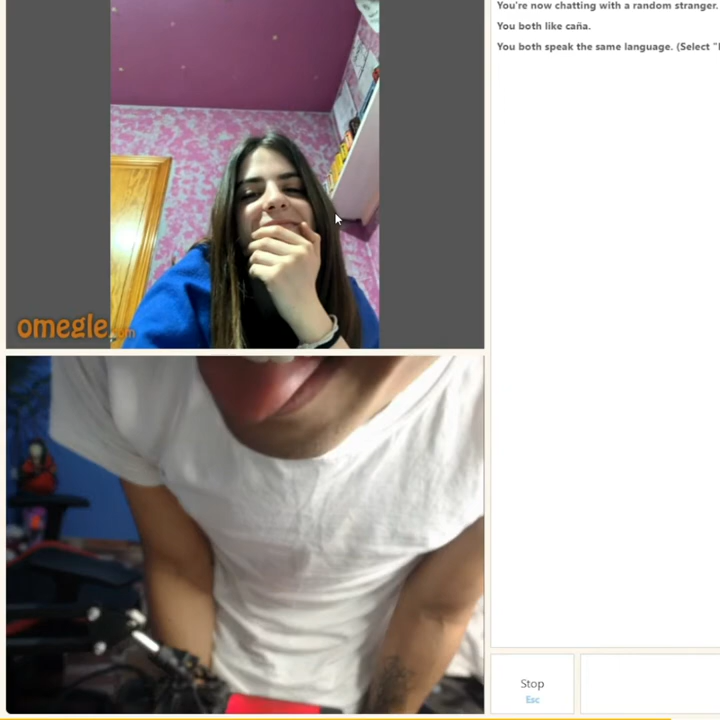 You're now chatting with a random stranger.
You both like caña.
You both speak the same language. (Select "
omegle.com
Stop
Esc